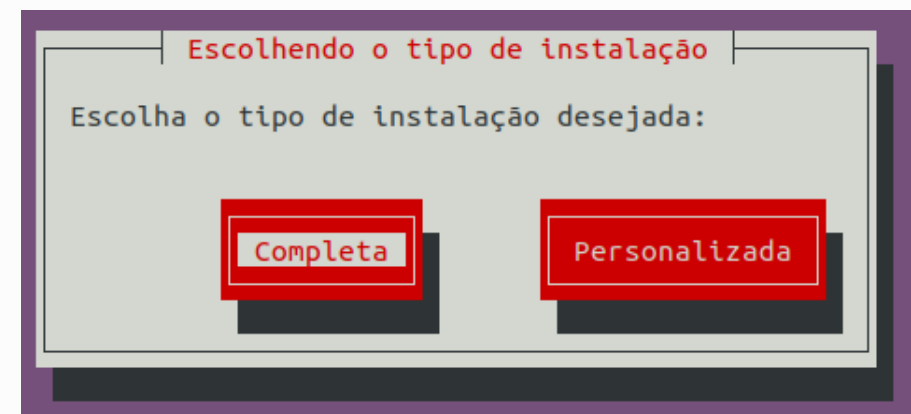 Escolhendo o tipo de instalação
Escolha o tipo de instalação desejada:
Completa Personalizada